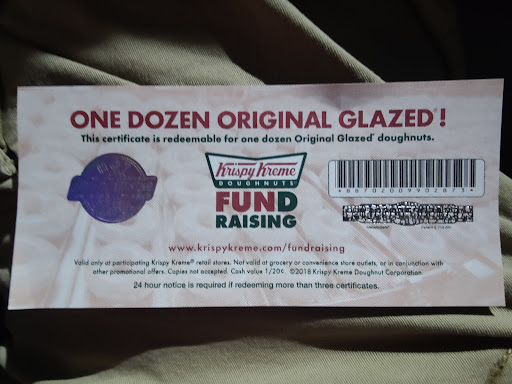 ONE DOZEN ORIGINAL GLAZED®!
This certificate is redeemable for one dozen Original Glazed® doughnuts.
Krispy Kreme
DOUGHNUTS
FUND
RAISING
www.krispykreme.com/fundraising
Valid only at participating Krispy Kreme® retail stores. Not valid at grocery or convenience store outlets, or in conjunction with
other promotional offers. Copies not accepted. Cash value 1/20¢. ©2018 Krispy Kreme Doughnut Corporation.
24 hour notice is required if redeeming more than three certificates.